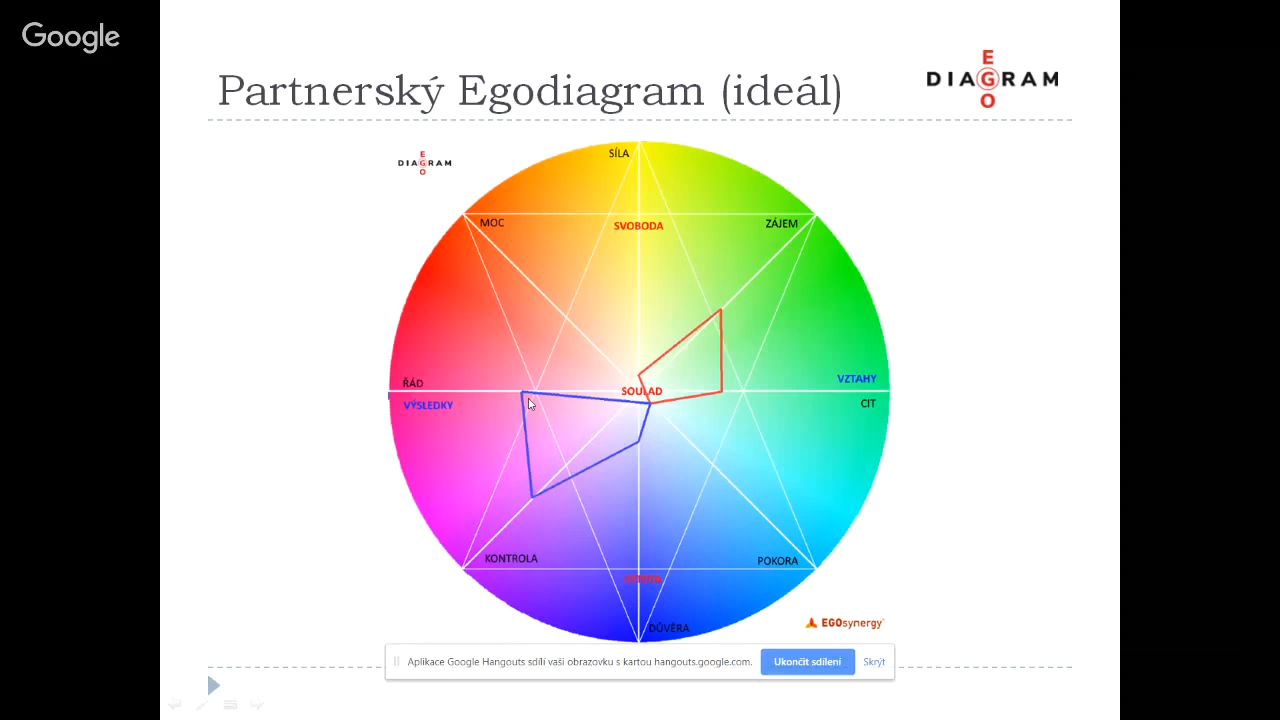 Google
Partnerský Egodiagram (ideál)
E
DIAGRAM
O
E
DIAGRAM
O
SÍLA
MOC
SVOBODA
ZÁJEM
ŘÁD
SOULAD
VZTAHY
VÝSLEDKY
CIT
KONTROLA
POKORA
JISTOTA
DŮVĚRA
EGOsynergy
Aplikace Google Hangouts sdílí vaši obrazovku s kartou hangouts.google.com.
Ukončit sdílení
Skrýt